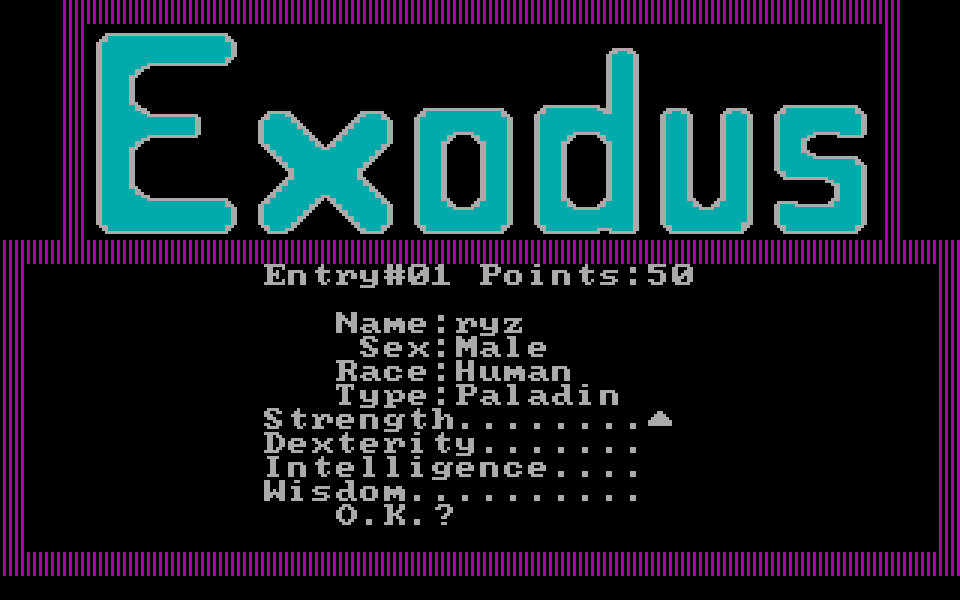 Exodus
Entry#01 Points:50
Name:ryz
Sex:Male
Race:Human
Type:Paladin
Strength........
Dexterity.......
Intelligence....
Wisdom..........
O.K.?